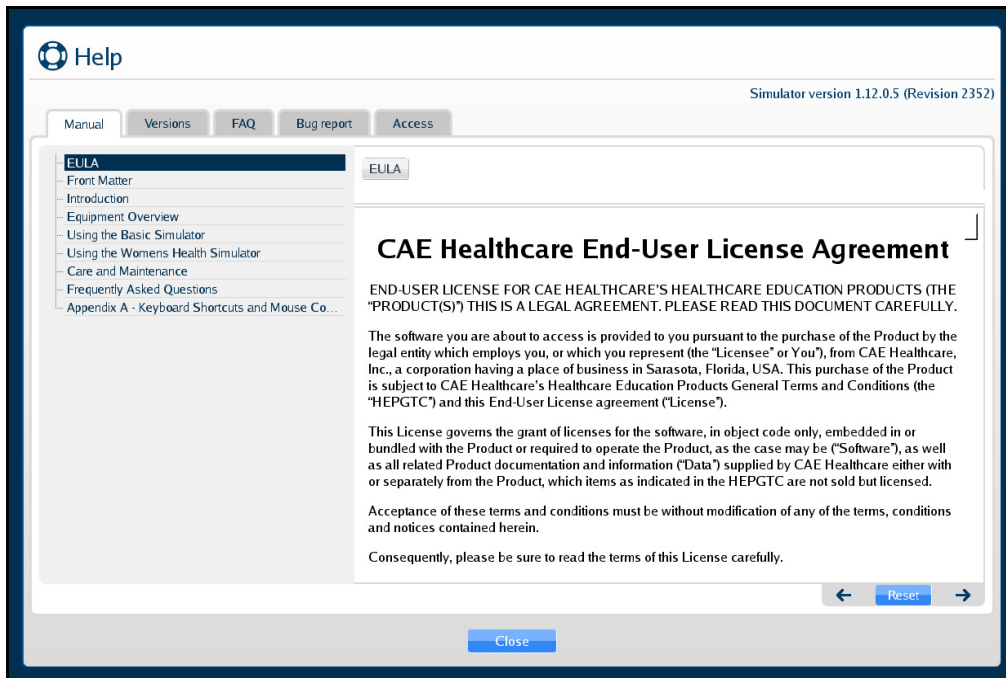 Help
Simulator version 1.12.0.5 (Revision 2352)
Manual
Versions
FAQ
Bug report
Access
EULA
Front Matter
Introduction
Equipment Overview
Using the Basic Simulator
Using the Womens Health Simulator
Care and Maintenance
Frequently Asked Questions
Appendix A - Keyboard Shortcuts and Mouse Co...
EULA
CAE Healthcare End-User License Agreement
END-USER LICENSE FOR CAE HEALTHCARE’S HEALTHCARE EDUCATION PRODUCTS (THE
“PRODUCT(S)”) THIS IS A LEGAL AGREEMENT. PLEASE READ THIS DOCUMENT CAREFULLY.
The software you are about to access is provided to you pursuant to the purchase of the Product by the
legal entity which employs you, or which you represent (the “Licensee” or You”), from CAE Healthcare,
Inc., a corporation having a place of business in Sarasota, Florida, USA. This purchase of the Product
is subject to CAE Healthcare’s Healthcare Education Products General Terms and Conditions (the
“HEPGTC”) and this End-User License agreement (“License”).
This License governs the grant of licenses for the software, in object code only, embedded in or
bundled with the Product or required to operate the Product, as the case may be (“Software”), as well
as all related Product documentation and information (“Data”) supplied by CAE Healthcare either with
or separately from the Product, which items as indicated in the HEPGTC are not sold but licensed.
Acceptance of these terms and conditions must be without modification of any of the terms, conditions
and notices contained herein.
Consequently, please be sure to read the terms of this License carefully.
Reset
Close